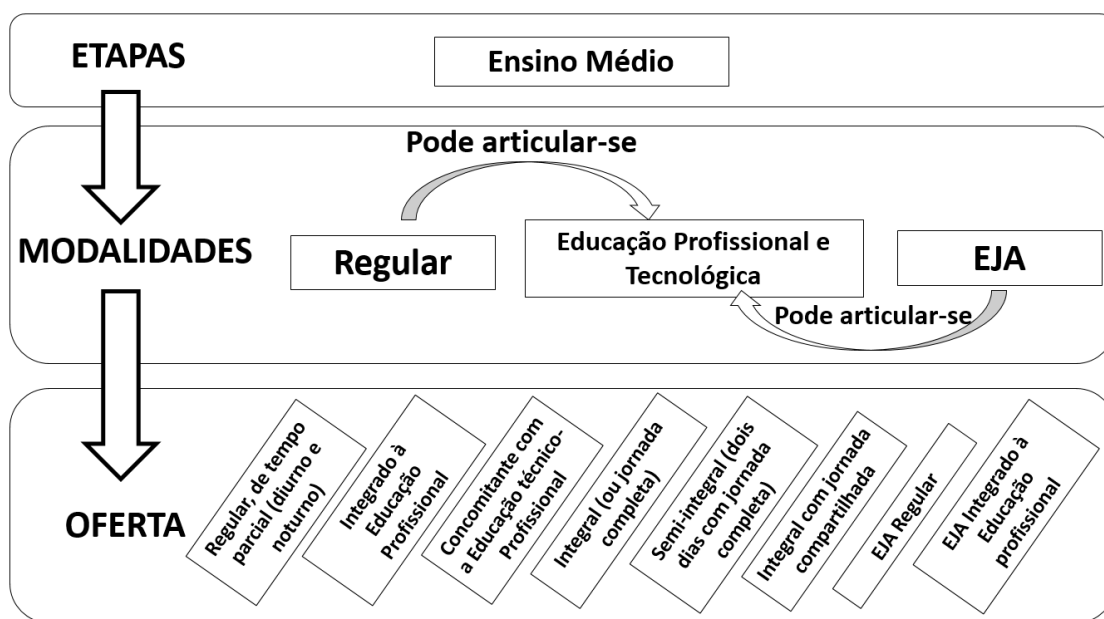 ETAPAS
Ensino Médio
Pode articular-se
MODALIDADES
Regular
Educação Profissional e
Tecnológica
EJA
Pode articular-se
OFERTA
Regular, de tempo
parcial (diurno e
noturno)
Integrado à
Educação
Profissional
Concomitante com
a Educação técnico-
Profissional
Integral (ou jornada
completa)
Semi-integral (dois
dias com jornada
completa)
Integral com jornada
compartilhada
EJA Regular
EJA Integrado à
Educação
profissional